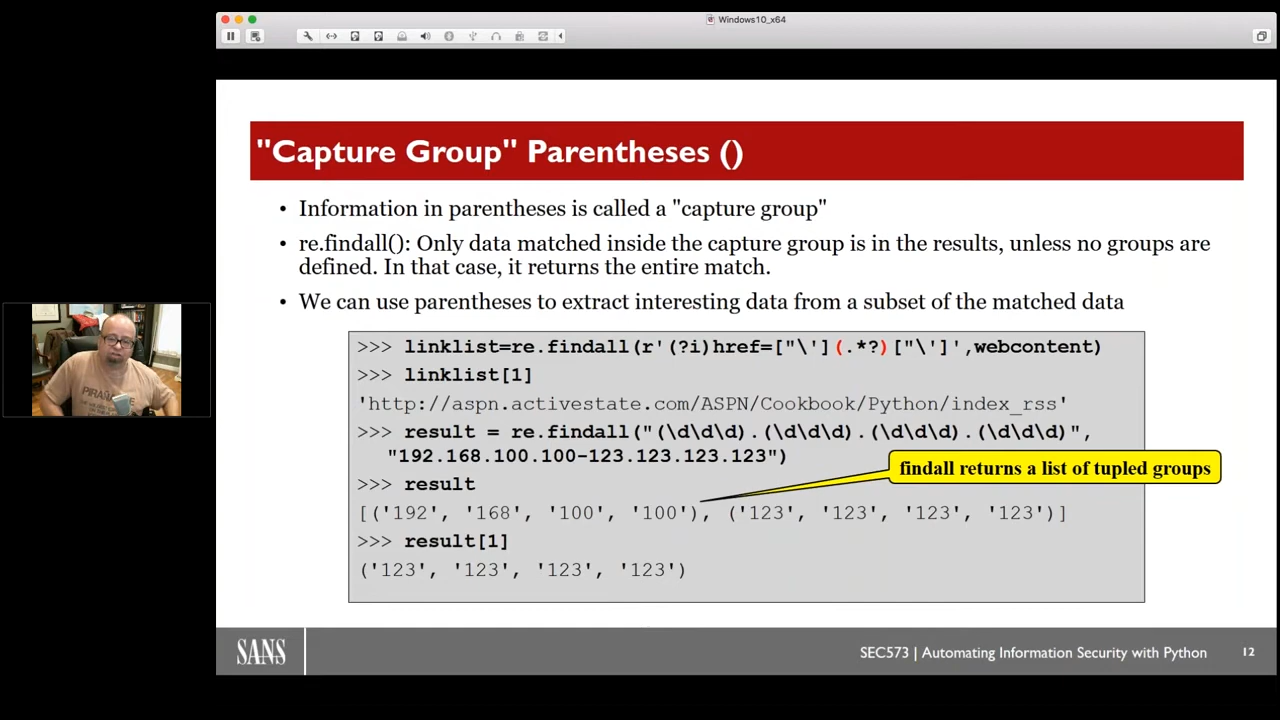 Windows10_x64
"Capture Group" Parentheses ()
• Information in parentheses is called a "capture group"
• re.findall(): Only data matched inside the capture group is in the results, unless no groups are
defined. In that case, it returns the entire match.
• We can use parentheses to extract interesting data from a subset of the matched data
>>> linklist=re.findall(r'(?i)href=["\'](.*?)["\']',webcontent)
>>> linklist[1]
'http://aspn.activestate.com/ASPN/Cookbook/Python/index_rss'
>>> result = re.findall("(\d\d\d).(\d\d\d).(\d\d\d).(\d\d\d)",
"192.168.100.100-123.123.123.123")
findall returns a list of tupled groups
>>> result
[('192', '168', '100', '100'), ('123', '123', '123', '123')]
>>> result[1]
('123', '123', '123', '123')
PIRAÑA
SANS
SEC573 | Automating Information Security with Python
12